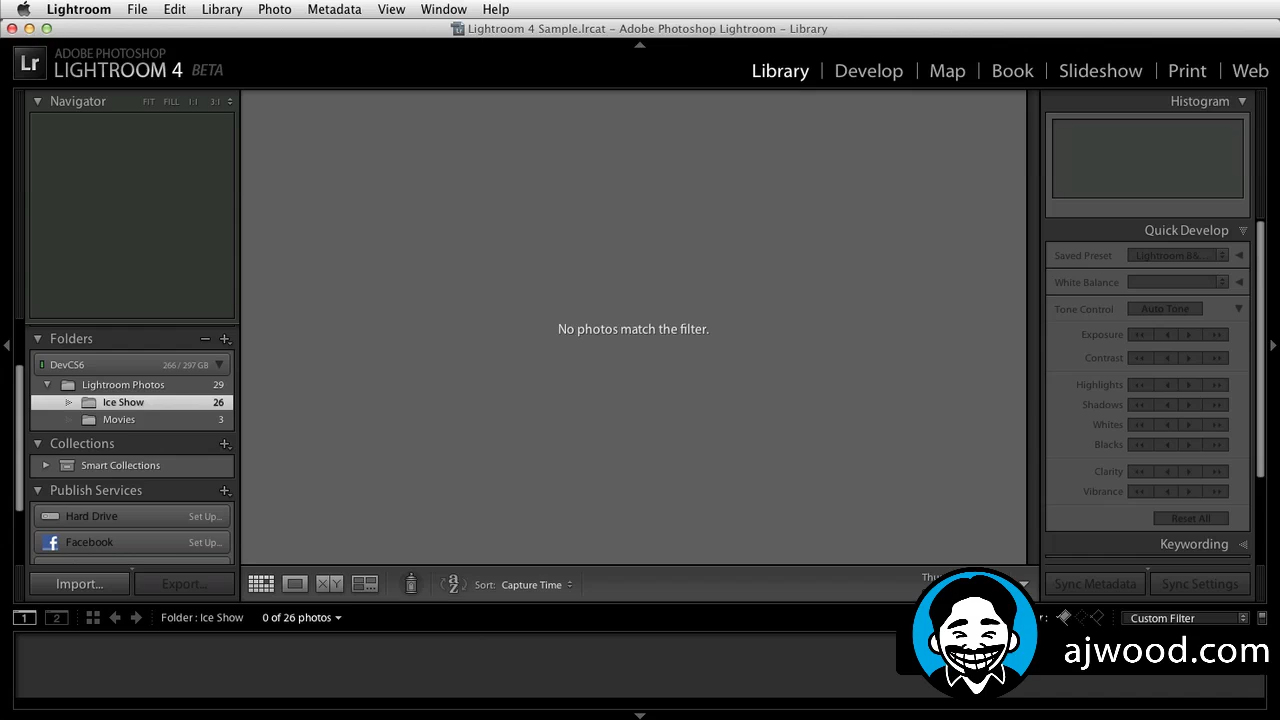 Lightroom File Edit Library Photo Metadata View Window Help
Lightroom 4 Sample.lrcat – Adobe Photoshop Lightroom – Library
Lr
ADOBE PHOTOSHOP
LIGHTROOM 4 BETA
Library | Develop | Map | Book | Slideshow | Print | Web
Navigator FIT FILL 1:1 3:1
Histogram
Quick Develop
Saved Preset
White Balance
Tone Control Auto Tone
Exposure
Contrast
Highlights
Shadows
Whites
Blacks
Clarity
Vibrance
Reset All
Keywording
Sync Metadata Sync Settings
No photos match the filter.
Folders
DevCS6 266 / 297 GB
Lightroom Photos 29
Ice Show 26
Movies 3
Collections
Smart Collections
Publish Services
Hard Drive Set Up...
Facebook Set Up...
Import... Export...
XY
Sort: Capture Time
1 2 Folder : Ice Show 0 of 26 photos
Custom Filter
ajwood.com